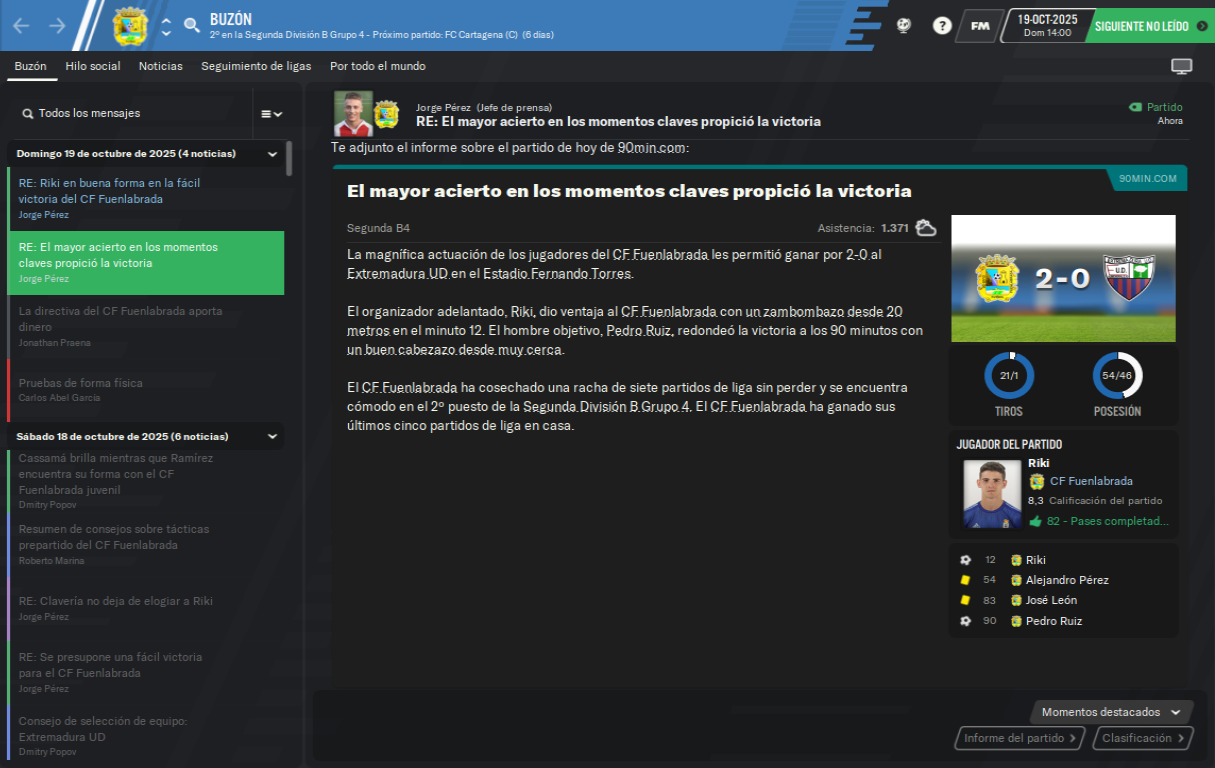 BUZÓN
2º en la Segunda División B Grupo 4 - Próximo partido: FC Cartagena (C) (6 días)
?
FM
19-OCT-2025
Dom 14:00
SIGUIENTE NO LEÍDO
Buzón
Hilo social
Noticias
Seguimiento de ligas
Por todo el mundo
Todos los mensajes
Domingo 19 de octubre de 2025 (4 noticias)
RE: Riki en buena forma en la fácil
victoria del CF Fuenlabrada
Jorge Pérez
RE: El mayor acierto en los momentos
claves propició la victoria
Jorge Pérez
La directiva del CF Fuenlabrada aporta
dinero
Jonathan Praena
Pruebas de forma física
Carlos Abel García
Sábado 18 de octubre de 2025 (6 noticias)
Cassamá brilla mientras que Ramírez
encuentra su forma con el CF
Fuenlabrada juvenil
Dmitry Popov
Resumen de consejos sobre tácticas
prepartido del CF Fuenlabrada
Roberto Marina
RE: Clavería no deja de elogiar a Riki
Jorge Pérez
RE: Se presupone una fácil victoria
para el CF Fuenlabrada
Jorge Pérez
Consejo de selección de equipo:
Extremadura UD
Dmitry Popov
Jorge Pérez (Jefe de prensa)
RE: El mayor acierto en los momentos claves propició la victoria
Partido
Ahora
Te adjunto el informe sobre el partido de hoy de 90min.com:
90MIN.COM
El mayor acierto en los momentos claves propició la victoria
Segunda B4
Asistencia: 1.371
La magnífica actuación de los jugadores del CF Fuenlabrada les permitió ganar por 2-0 al
Extremadura UD en el Estadio Fernando Torres.
El organizador adelantado, Riki, dio ventaja al CF Fuenlabrada con un zambombazo desde 20
metros en el minuto 12. El hombre objetivo, Pedro Ruiz, redondeó la victoria a los 90 minutos con
un buen cabezazo desde muy cerca.
El CF Fuenlabrada ha cosechado una racha de siete partidos de liga sin perder y se encuentra
cómodo en el 2º puesto de la Segunda División B Grupo 4. El CF Fuenlabrada ha ganado sus
últimos cinco partidos de liga en casa.
2-0
21/1
TIROS
54/46
POSESIÓN
JUGADOR DEL PARTIDO
Riki
CF Fuenlabrada
8,3 Calificación del partido
82 - Pases completad...
12 Riki
54 Alejandro Pérez
83 José León
90 Pedro Ruiz
Momentos destacados
Informe del partido
Clasificación